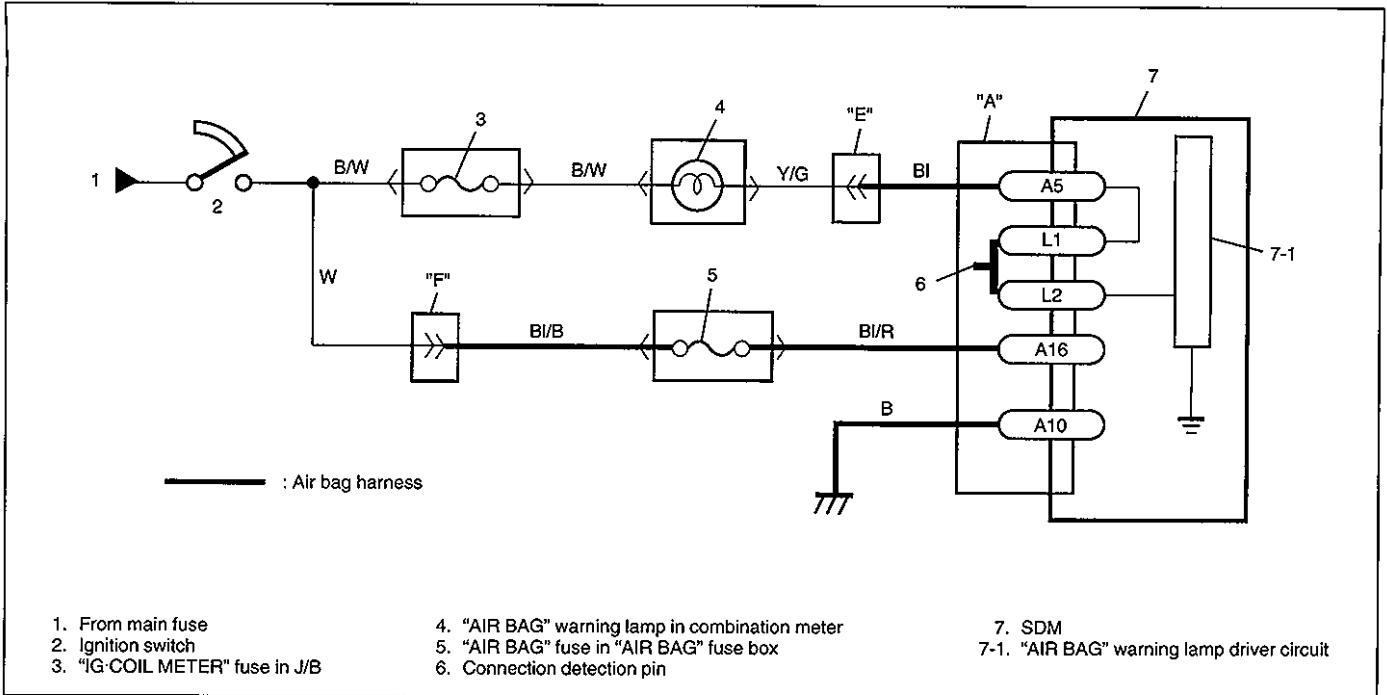 7
"A"
4
3
"E"
B/W
B/W
Y/G
Bl
A5
1
2
L1
7-1
6
W
"F"
5
L2
Bl/B
Bl/R
A16
B
A10
: Air bag harness
1. From main fuse
2. Ignition switch
3. "IG·COIL METER" fuse in J/B
4. "AIR BAG" warning lamp in combination meter
5. "AIR BAG" fuse in "AIR BAG" fuse box
6. Connection detection pin
7. SDM
7-1. "AIR BAG" warning lamp driver circuit